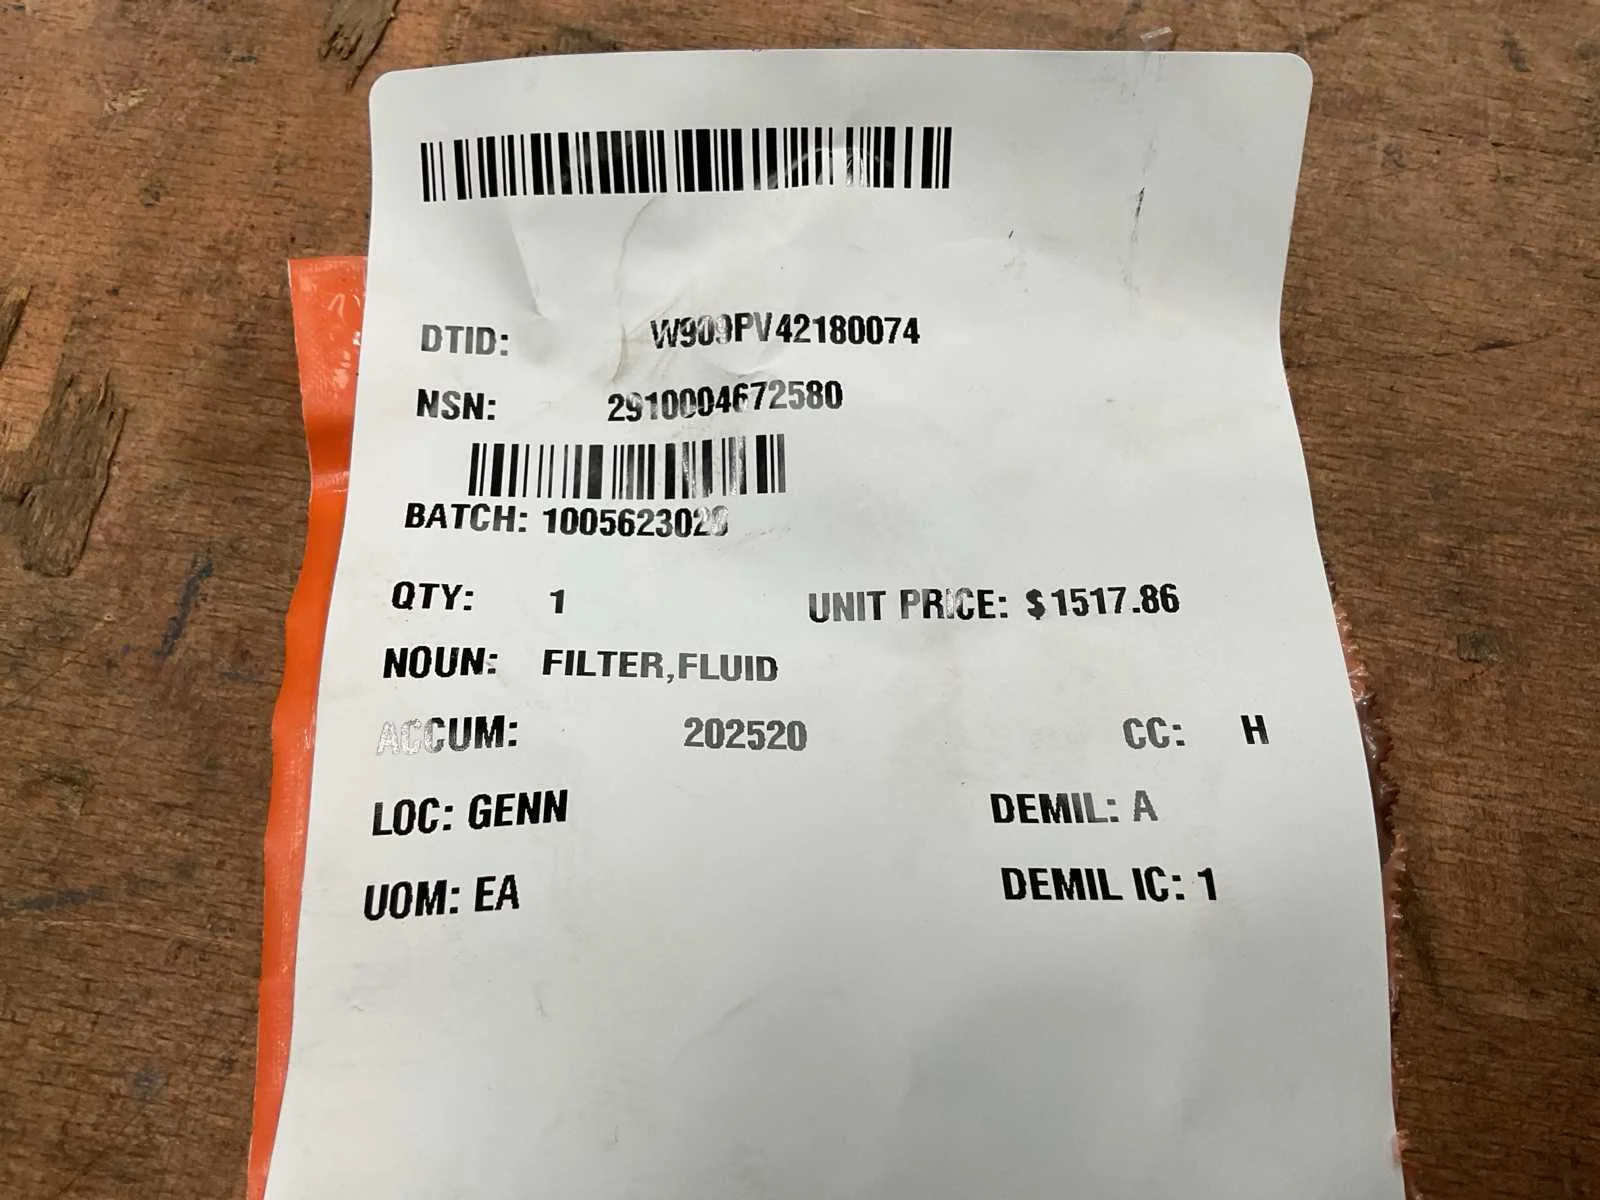 DTID: W909PV42180074
NSN: 2910004672580
BATCH: 1005623028
QTY: 1 UNIT PRICE: $1517.86
NOUN: FILTER,FLUID
ACCUM: 202520 CC: H
LOC: GENN DEMIL: A
UOM: EA DEMIL IC: 1